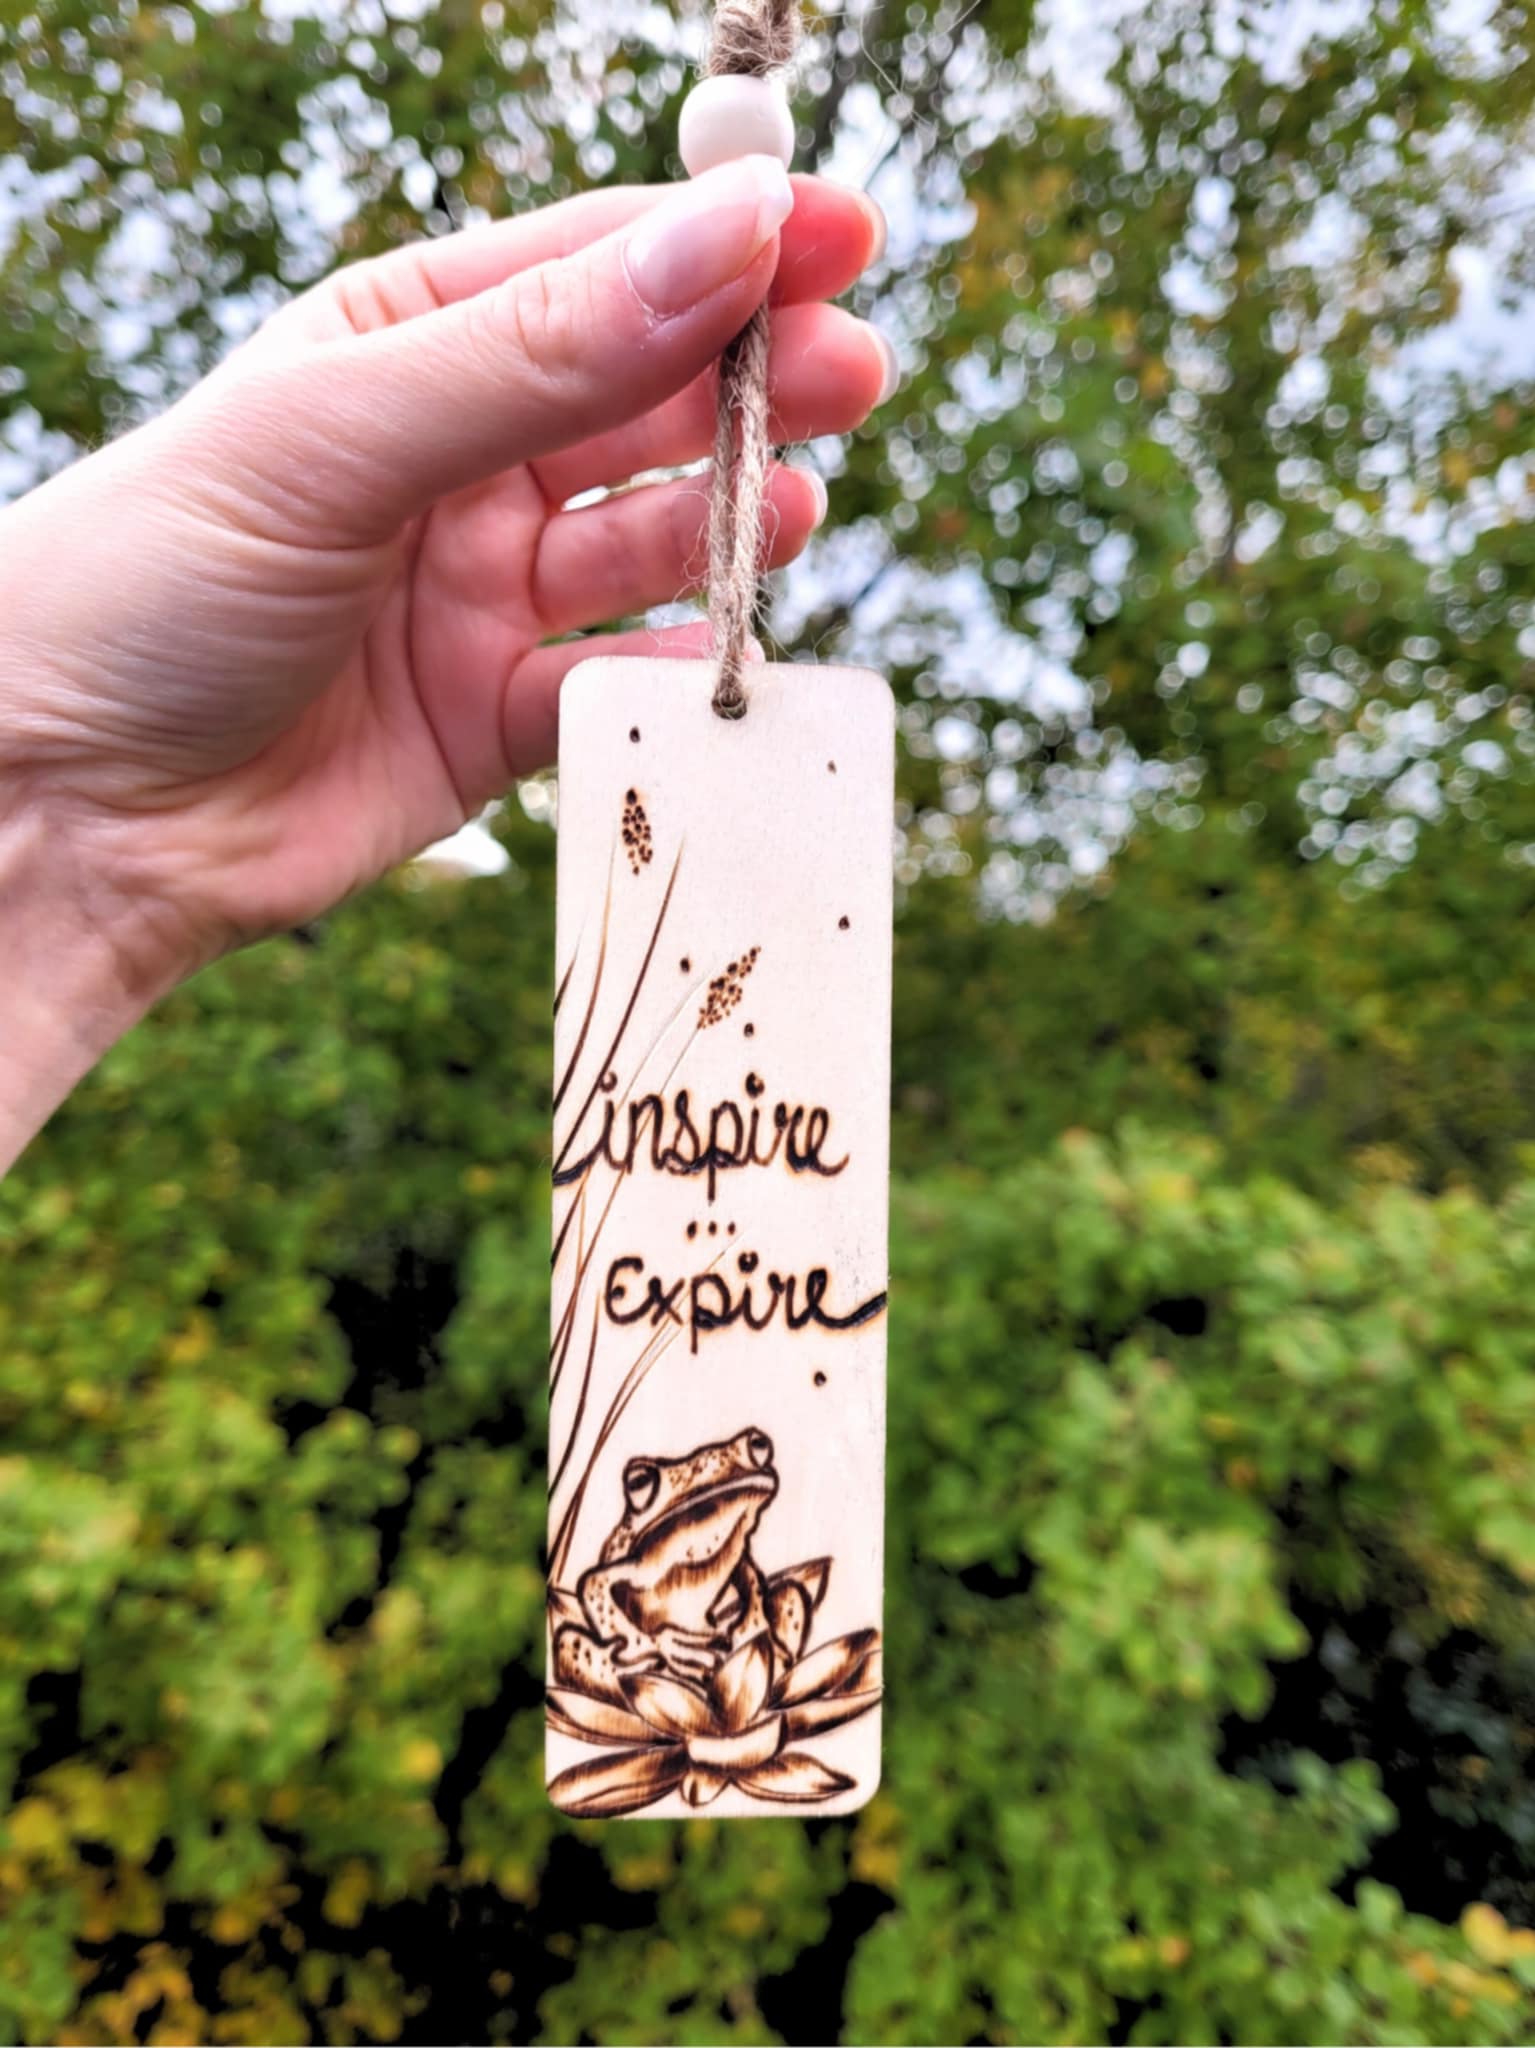 inspire
...
Expire